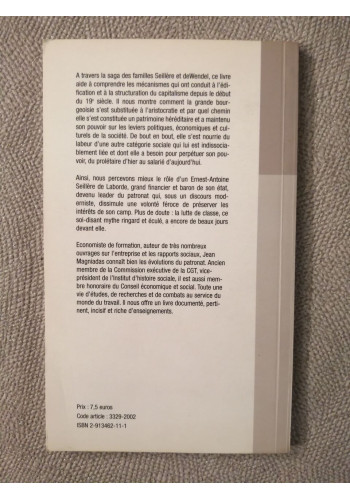 A travers la saga des familles Seillère et deWendel, ce livre
aide à comprendre les mécanismes qui ont conduit à l'édi-
fication et à la structuration du capitalisme depuis le début
du 19e siècle. Il nous montre comment la grande bour-
geoisie s'est substituée à l'aristocratie et par quel chemin
elle s'est constituée un patrimoine héréditaire et a maintenu
son pouvoir sur les leviers politiques, économiques et cul-
turels de la société. De bout en bout, elle s'est nourrie du
labeur d'une autre catégorie sociale qui lui est indissocia-
blement liée et dont elle a besoin pour perpétuer son pou-
voir, du prolétaire d'hier au salarié d'aujourd'hui.
Ainsi, nous percevons mieux le rôle d'un Ernest-Antoine
Seillère de Laborde, grand financier et baron de son état,
devenu leader du patronat qui, sous un discours mo-
derniste, dissimule une volonté féroce de préserver les
intérêts de son camp. Plus de doute : la lutte de classe, ce
soi-disant mythe ringard et éculé, a encore de beaux jours
devant elle.
Economiste de formation, auteur de très nombreux
ouvrages sur l'entreprise et les rapports sociaux, Jean
Magniadas connaît bien les évolutions du patronat. Ancien
membre de la Commission exécutive de la CGT, vice-
président de l'Institut d'histoire sociale, il est aussi mem-
bre honoraire du Conseil économique et social. Toute une
vie d'études, de recherches et de combats au service du
monde du travail. Il nous offre un livre documenté, perti-
nent, incisif et riche d'enseignements.
Prix : 7,5 euros
Code article : 3329-2002
ISBN 2-913462-11-1